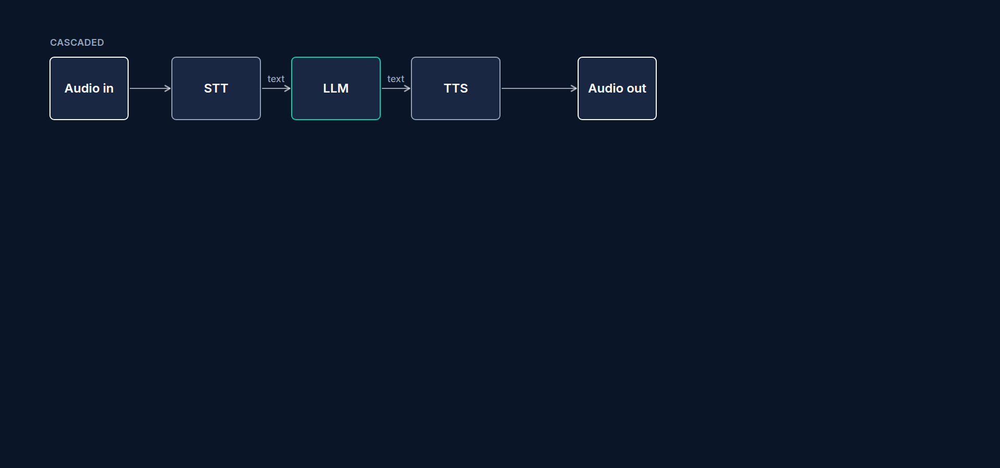 CASCADED
Audio in
STT
text
LLM
text
TTS
Audio out